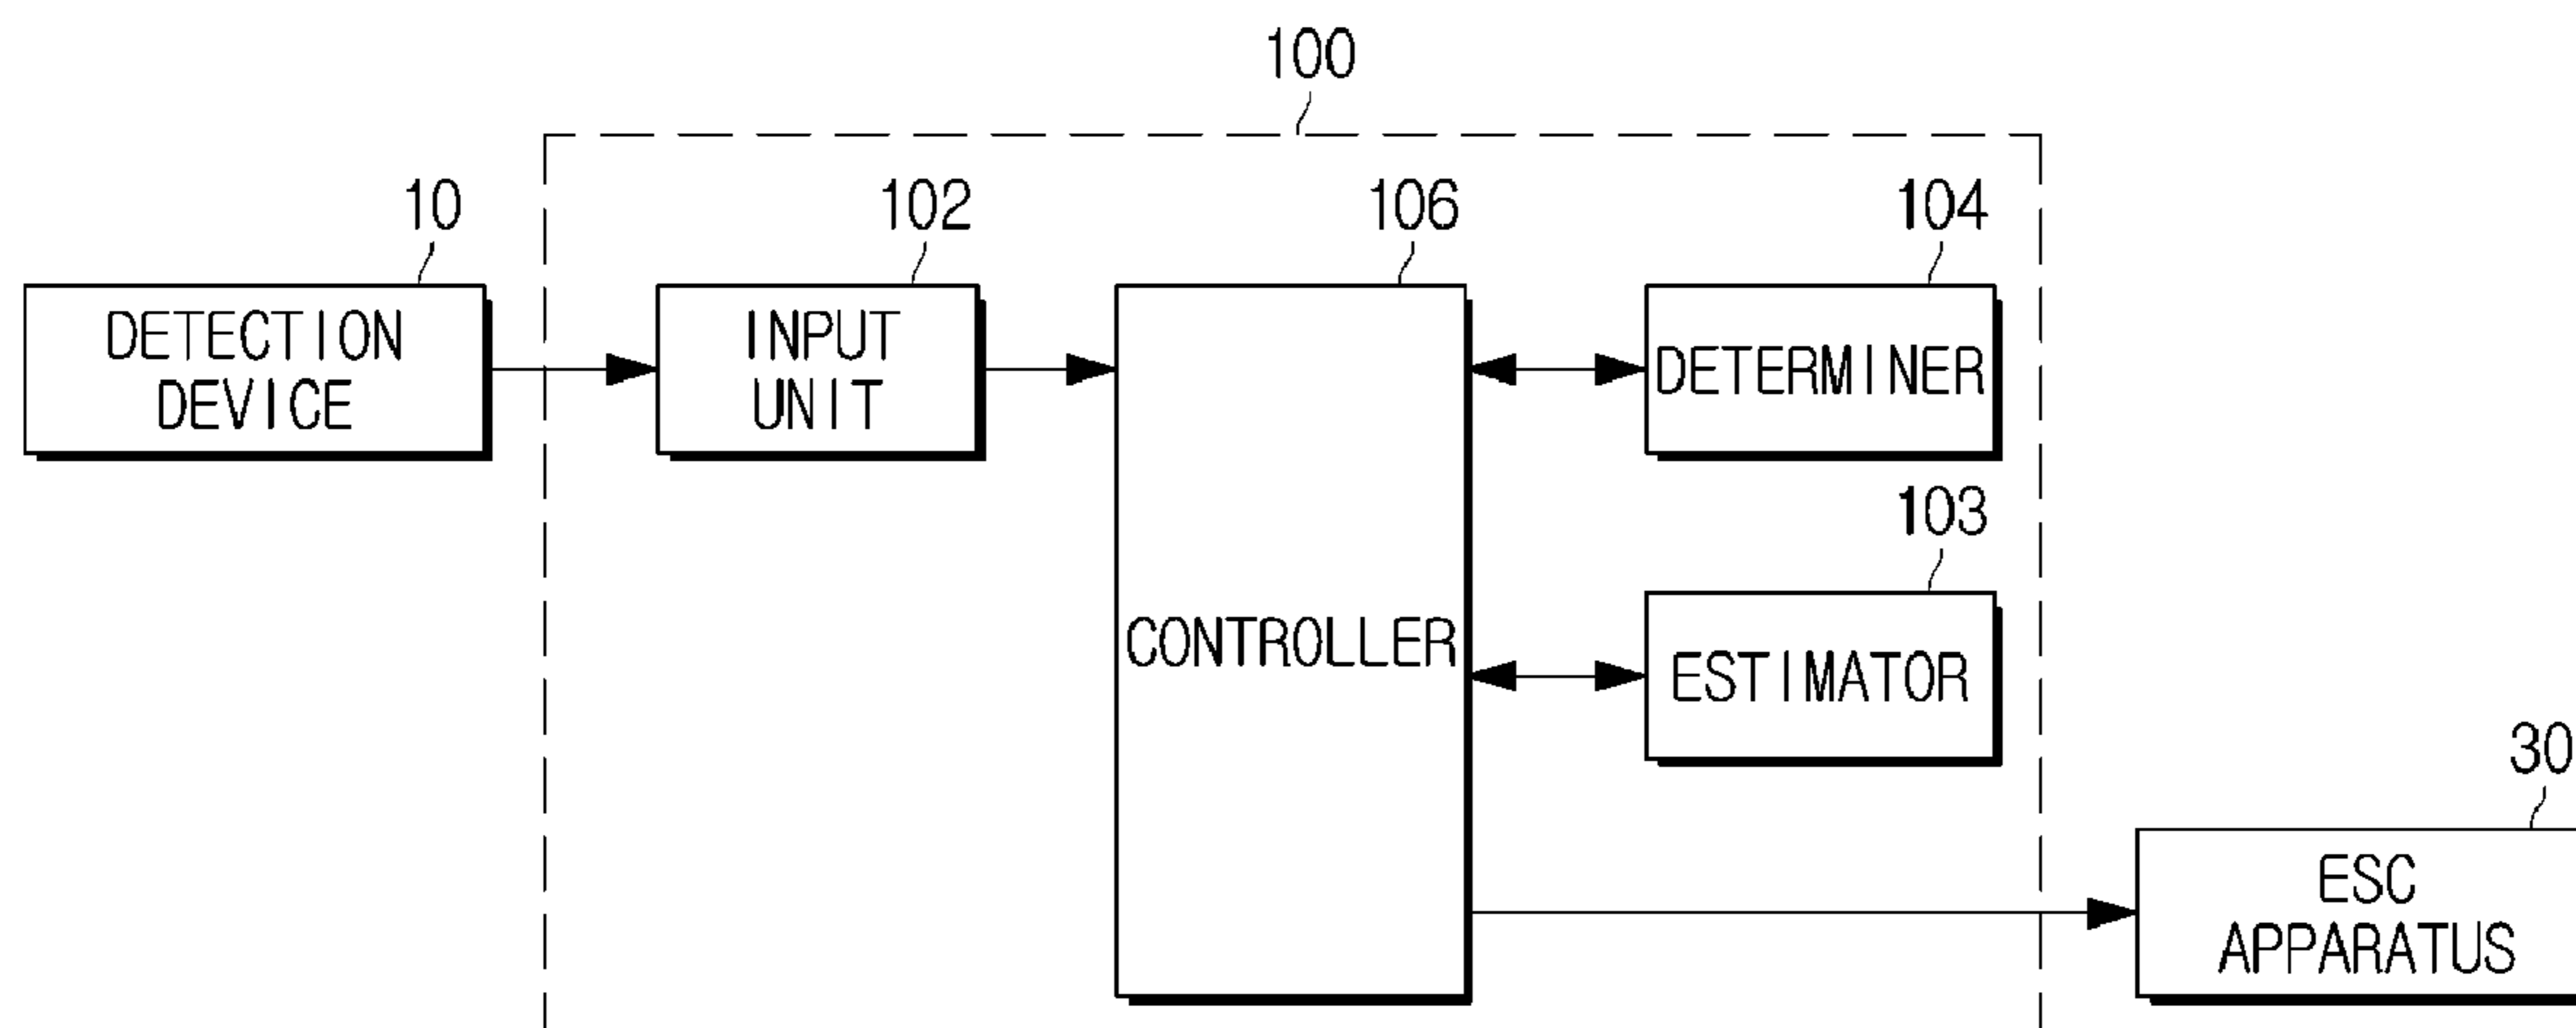 100
10
102
106
104
DETECTION
DEVICE
INPUT
UNIT
DETERMINER
103
CONTROLLER
ESTIMATOR
30
ESC
APPARATUS